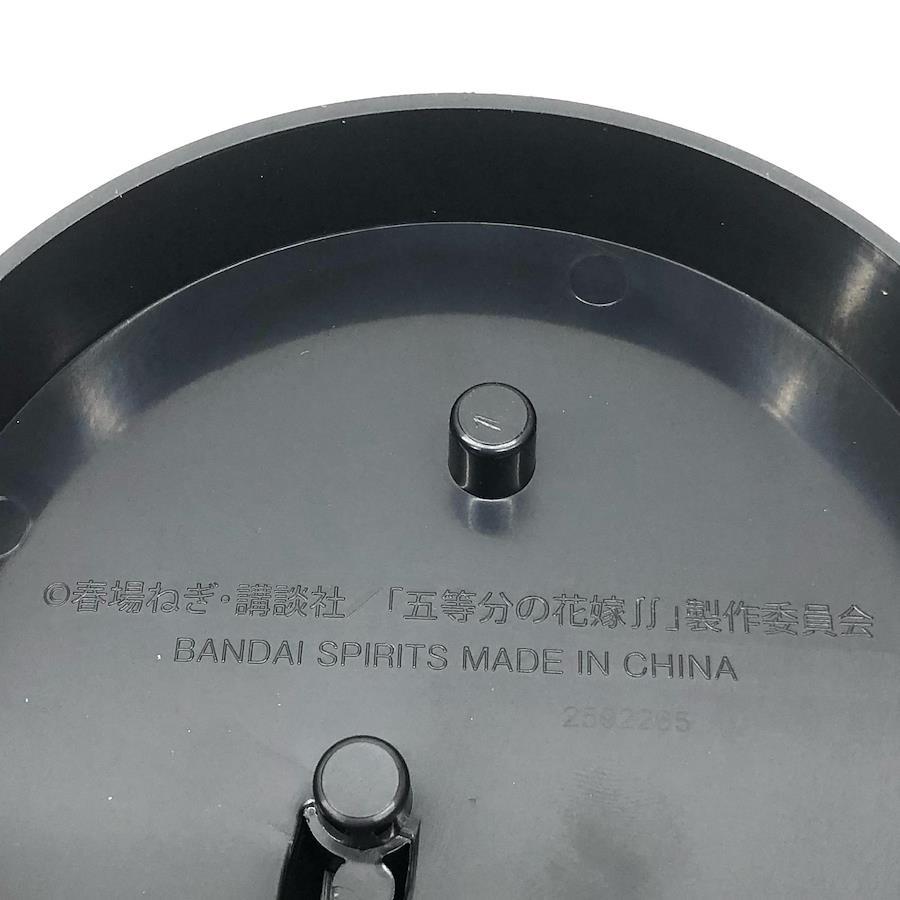 ©春場ねぎ・講談社／「五等分の花嫁∬」製作委員会
BANDAI SPIRITS MADE IN CHINA
2592265